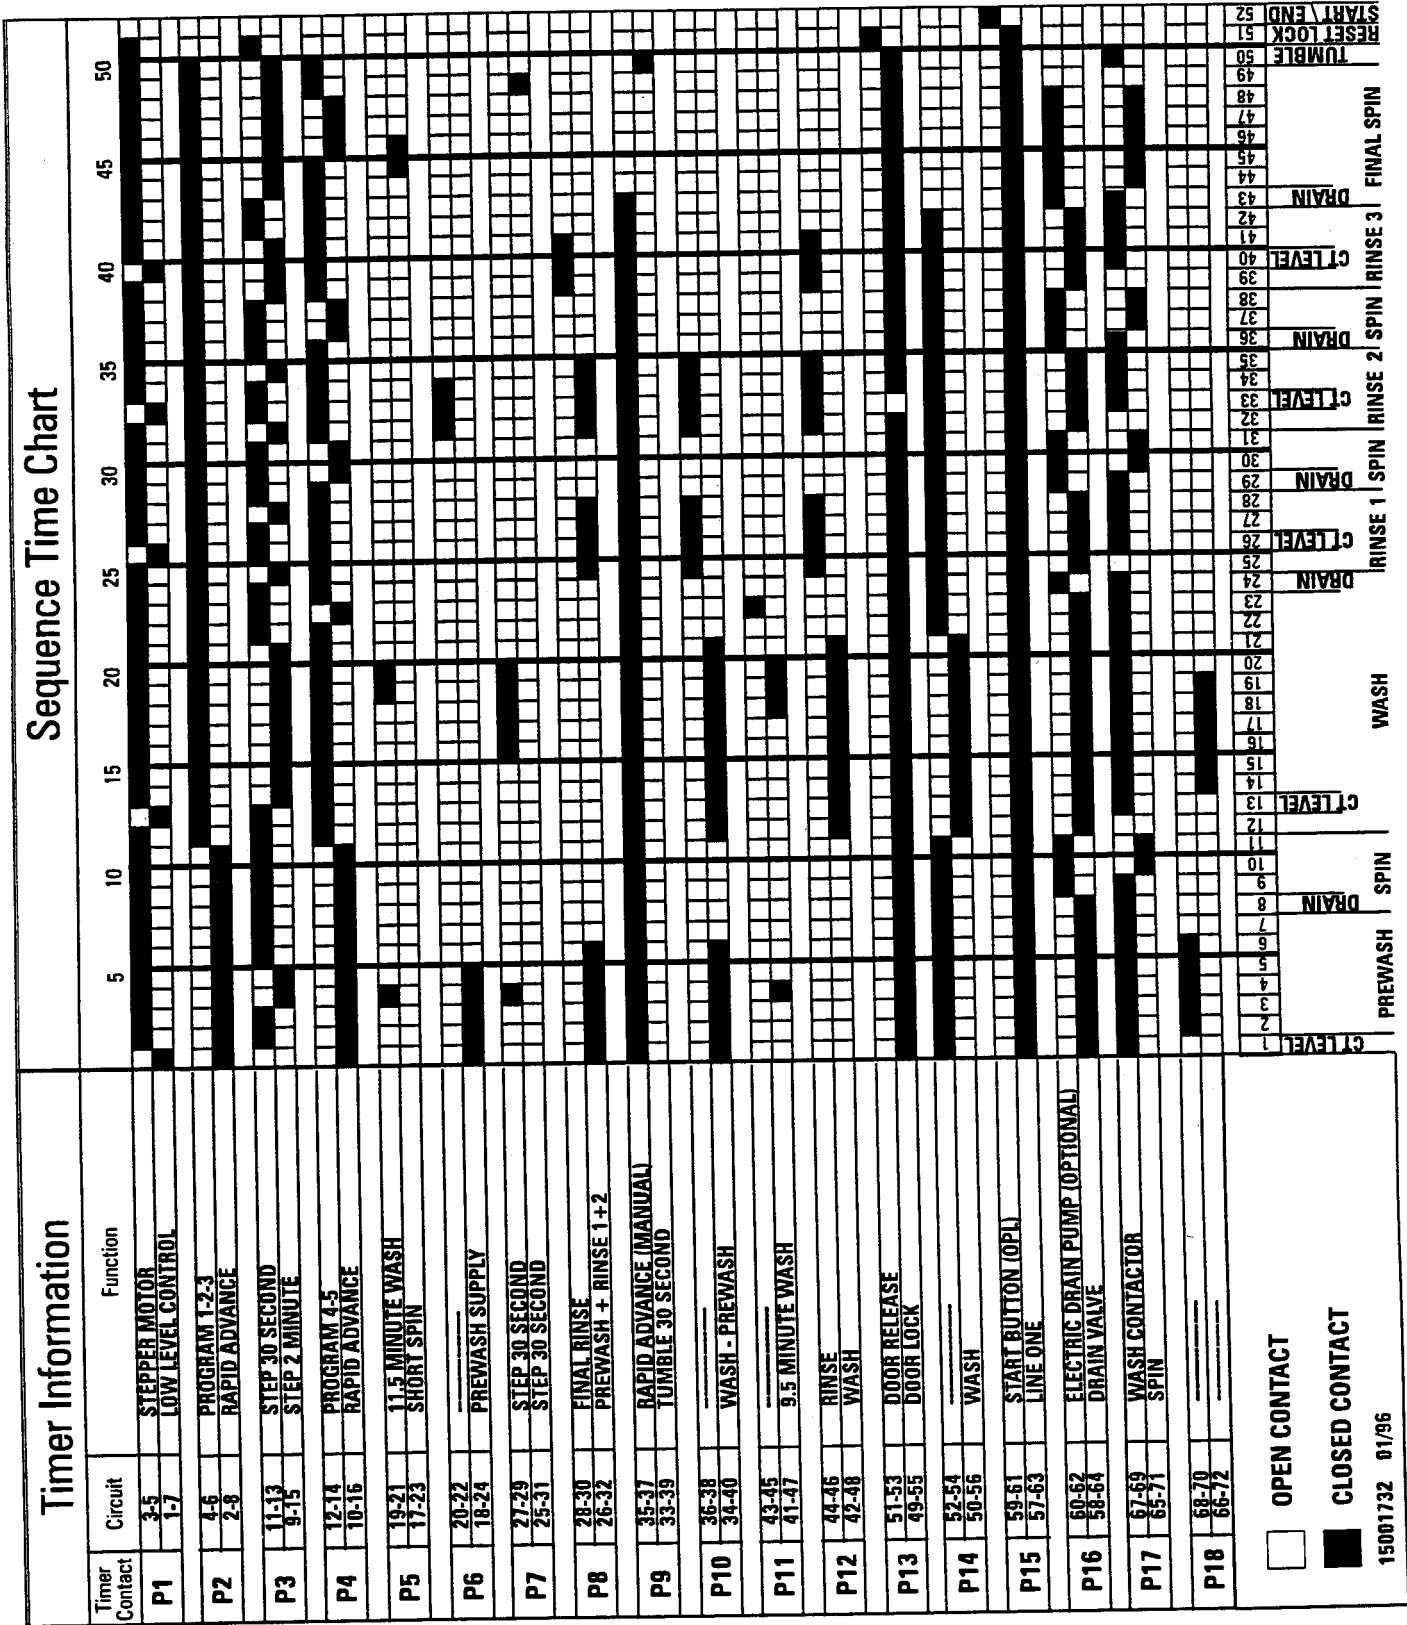 Timer Information
Sequence Time Chart
Timer Contact
Circuit
Function
5 10 15 20 25 30 35 40 45 50
P1
3-5 STEPPER MOTOR
1-7 LOW LEVEL CONTROL
P2
4-6 PROGRAM 1-2-3
2-8 RAPID ADVANCE
P3
11-13 STEP 30 SECOND
9-15 STEP 2 MINUTE
P4
12-14 PROGRAM 4-5
10-16 RAPID ADVANCE
P5
19-21 11.5 MINUTE WASH
17-23 SHORT SPIN
P6
20-22
18-24 PREWASH SUPPLY
P7
27-29 STEP 30 SECOND
25-31 STEP 30 SECOND
P8
28-30 FINAL RINSE
26-32 PREWASH + RINSE 1+2
P9
35-37 RAPID ADVANCE (MANUAL)
33-39 TUMBLE 30 SECOND
P10
36-38
34-40 WASH - PREWASH
P11
43-45
41-47 9.5 MINUTE WASH
P12
44-46 RINSE
42-48 WASH
P13
51-53 DOOR RELEASE
49-55 DOOR LOCK
P14
52-54
50-56 WASH
P15
59-61 START BUTTON (OPL)
57-63 LINE ONE
P16
60-62 ELECTRIC DRAIN PUMP (OPTIONAL)
58-64 DRAIN VALVE
P17
67-69 WASH CONTACTOR
65-71 SPIN
P18
68-70
66-72
1 2 3 4 5 6 7 8 9 10 11 12 13 14 15 16 17 18 19 20 21 22 23 24 25 26 27 28 29 30 31 32 33 34 35 36 37 38 39 40 41 42 43 44 45 46 47 48 49 50 51 52
CT LEVEL DRAIN CT LEVEL DRAIN CT LEVEL DRAIN CT LEVEL DRAIN CT LEVEL DRAIN TUMBLE RESET LOCK START / END
PREWASH SPIN WASH RINSE 1 SPIN RINSE 2 SPIN RINSE 3 FINAL SPIN
OPEN CONTACT
CLOSED CONTACT
15001732 01/96